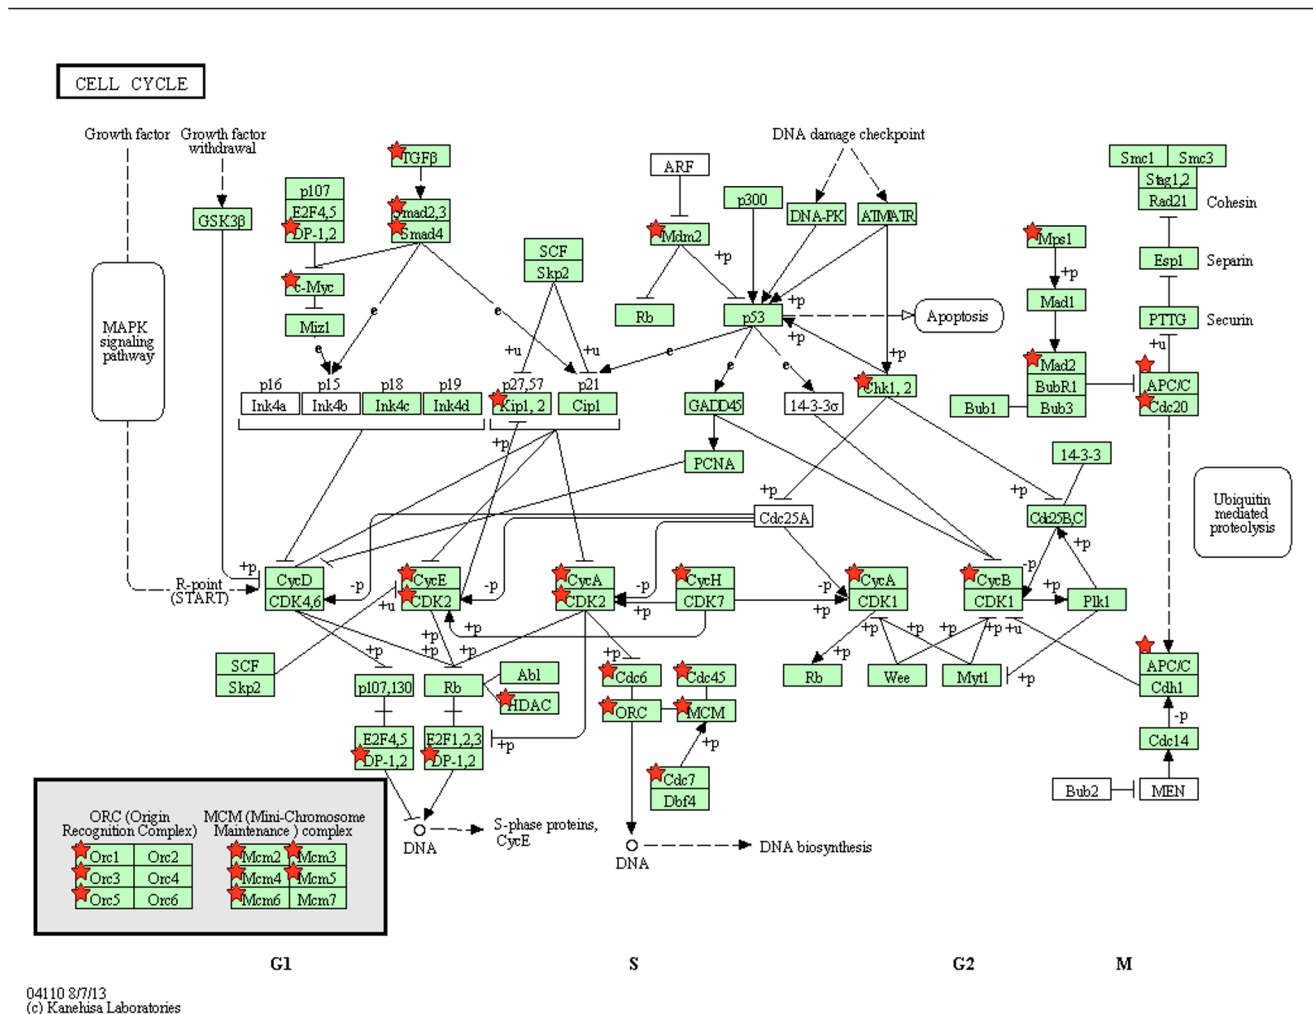 CELL CYCLE
Growth factor
Growth factor
withdrawal
DNA damage checkpoint
TGFβ
ARF
Smc1
Smc3
Stag1,2
Rad21
Cohesin
p107
E2F4,5
DP-1,2
GSK3β
Smad2,3
Smad4
p300
DNA-PK
ATM/ATR
Mdm2
+p
Mps1
+p
SCF
Skp2
Esp1
Separin
c-Myc
Miz1
e
e
e
Rb
p53
+p
+p
Apoptosis
Mad1
PTTG
Securin
+u
MAPK
signaling
pathway
+u
+u
e
e
e
+p
Mad2
BubR1
Bub3
Bub1
APC/C
Cdc20
p16
p15
p18
p19
p27,57
p21
Ink4a
Ink4b
Ink4c
Ink4d
Kip1, 2
Cip1
GADD45
14-3-3σ
Chk1, 2
+p
PCNA
14-3-3
+p
+p
Cdc25A
Cdc25B,C
Ubiquitin
mediated
proteolysis
R-point
(START)
+p
CycD
CDK4,6
-p
+u
CycE
CDK2
-p
CycA
CDK2
-p
+p
CycH
CDK7
-p
+p
CycA
CDK1
CycB
CDK1
-p
+p
Plk1
+p
+p
+p
+p
+p
+p
+p
+p
+u
+p
SCF
Skp2
p107,130
Rb
Abl
HDAC
Cdc6
ORC
Cdc45
MCM
Rb
Wee
Myt1
APC/C
Cdh1
-p
E2F4,5
DP-1,2
E2F1,2,3
DP-1,2
+p
+p
Cdc7
Dbf4
Cdc14
Bub2
MEN
DNA
S-phase proteins,
CycE
DNA
DNA biosynthesis
ORC (Origin
Recognition Complex)
MCM (Mini-Chromosome
Maintenance ) complex
Orc1
Orc2
Mcm2
Mcm3
Orc3
Orc4
Mcm4
Mcm5
Orc5
Orc6
Mcm6
Mcm7
G1
S
G2
M
04110 8/7/13
(c) Kanehisa Laboratories